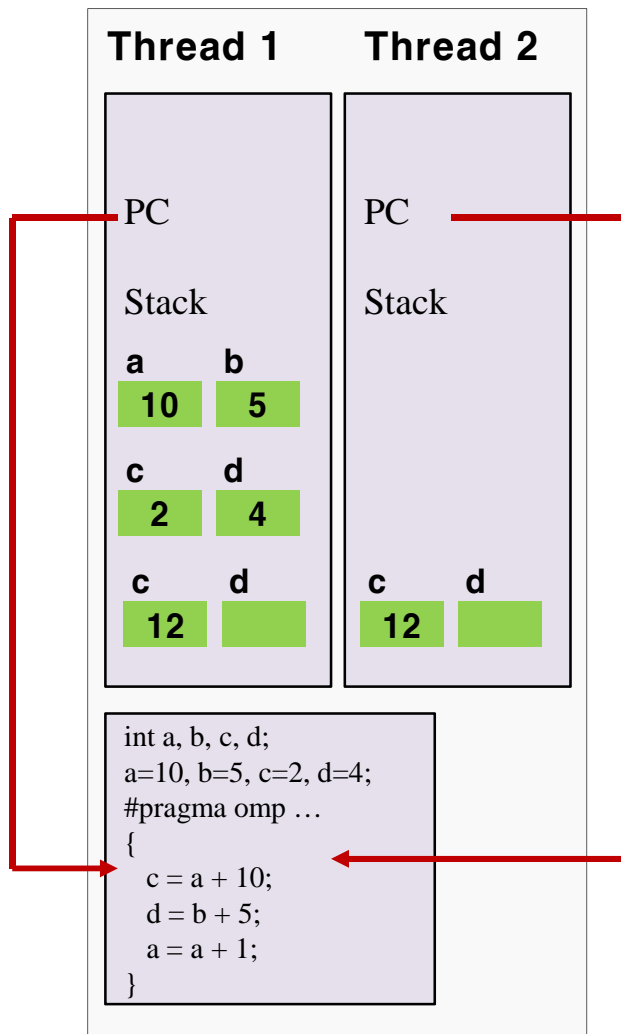 Thread 1 Thread 2
PC PC
Stack Stack
a b
10 5
c d
2 4
c d c d
12 12
int a, b, c, d;
a=10, b=5, c=2, d=4;
#pragma omp …
{
c = a + 10;
d = b + 5;
a = a + 1;
}